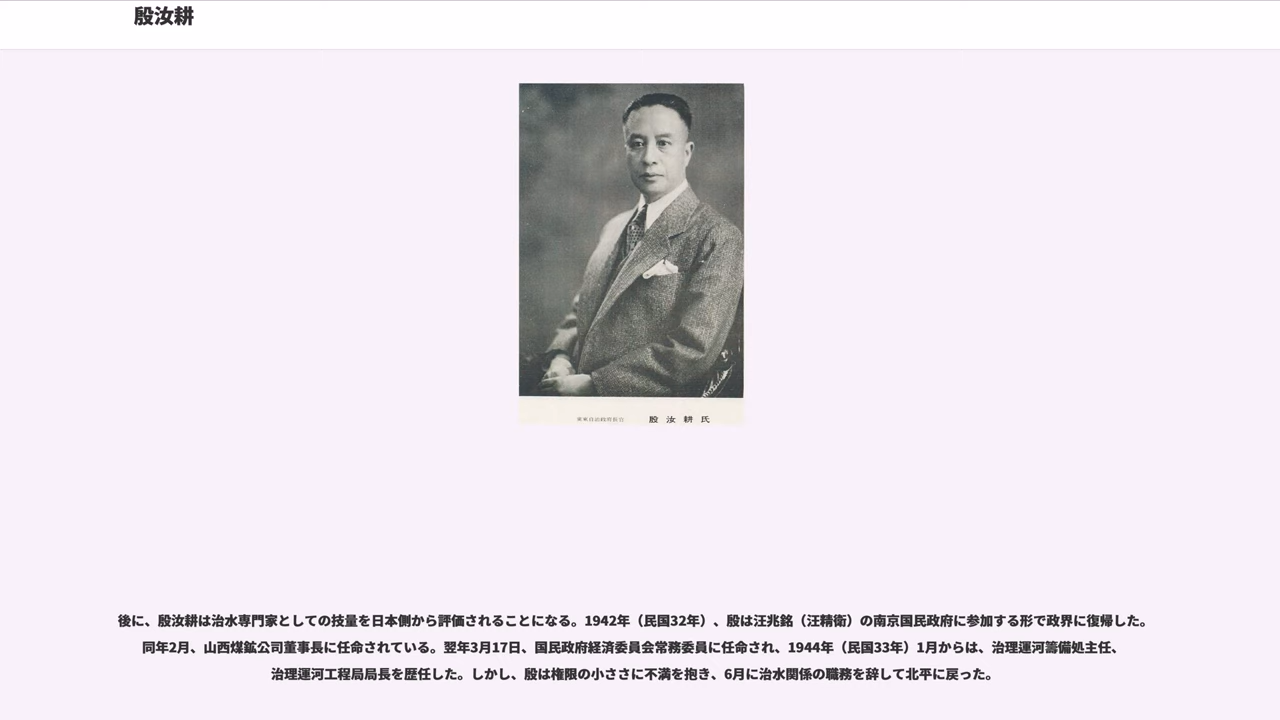 殷汝耕
殷 汝 耕 氏
後に、殷汝耕は治水専門家としての技量を日本側から評価されることになる。1942年（民国32年）、殷は汪兆銘（汪精衛）の南京国民政府に参加する形で政界に復帰した。
同年2月、山西煤鉱公司董事長に任命されている。翌年3月17日、国民政府経済委員会常務委員に任命され、1944年（民国33年）1月からは、治理運河籌備処主任、
治理運河工程局局長を歴任した。しかし、殷は権限の小ささに不満を抱き、6月に治水関係の職務を辞して北平に戻った。